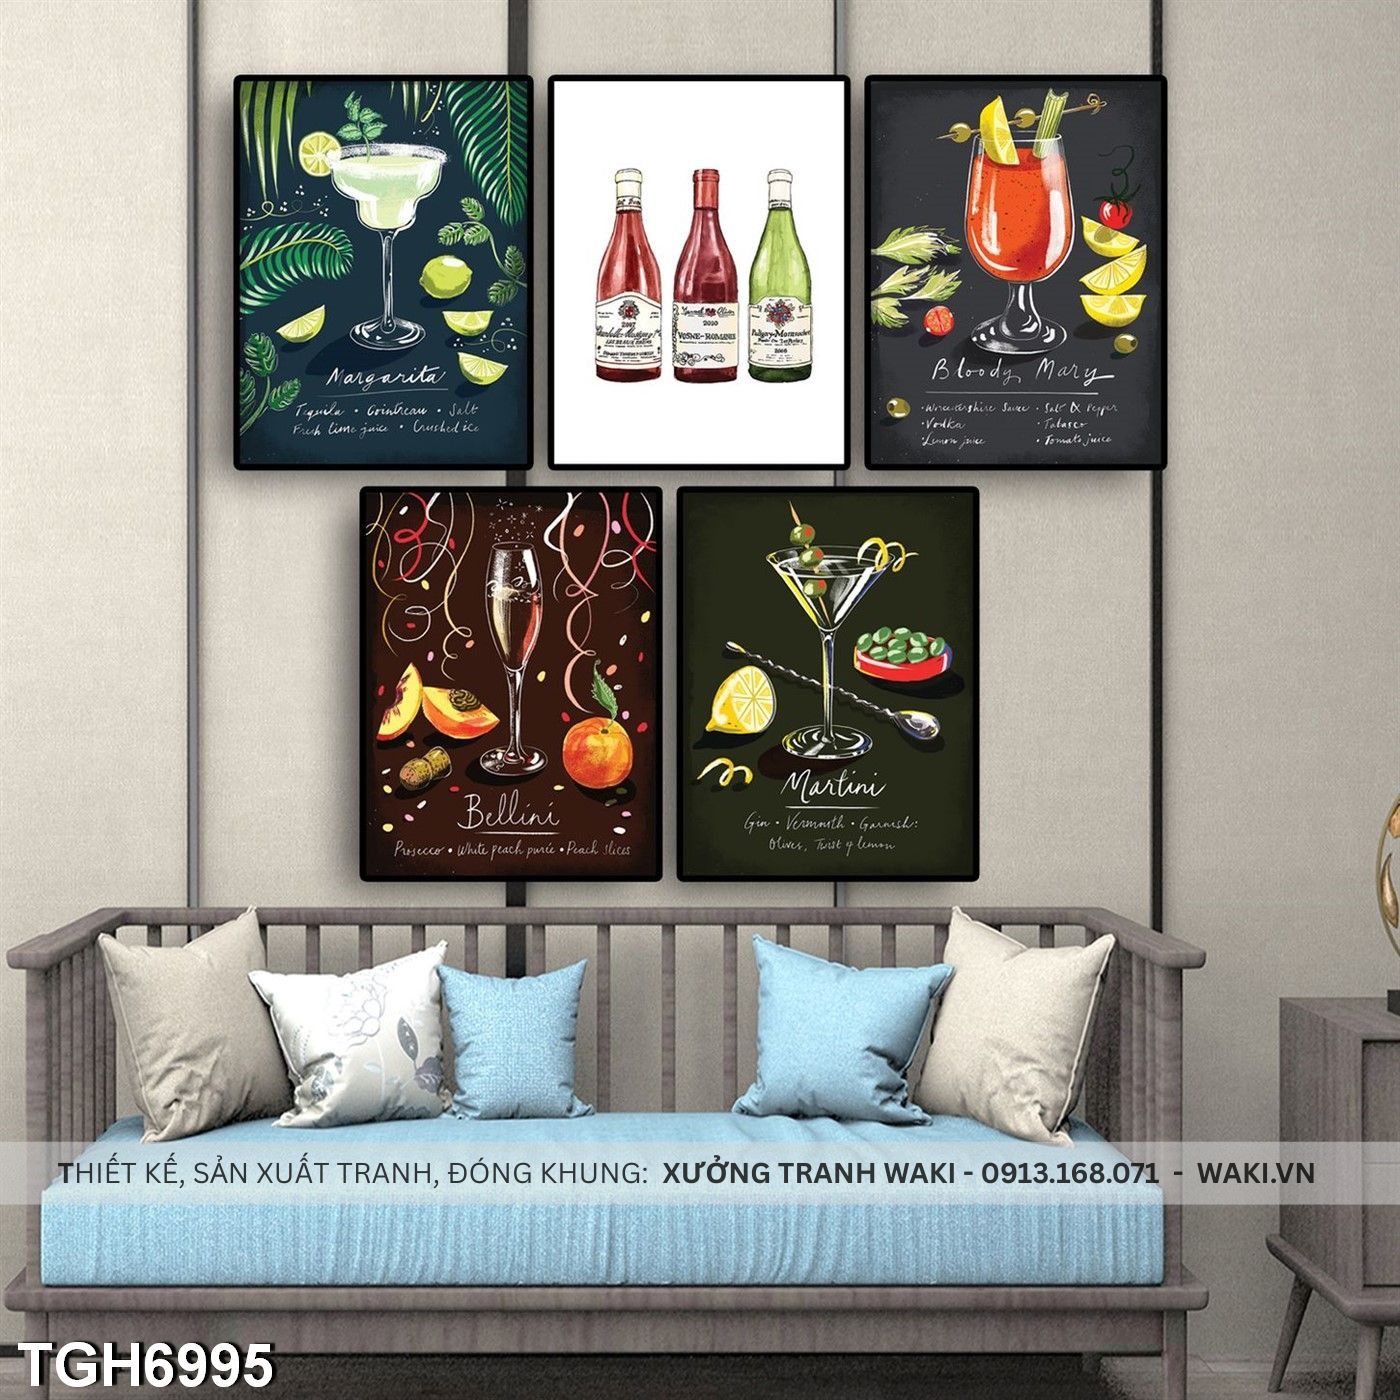 Margarita
Tequila • Cointreau • Salt
Fresh lime juice • Crushed ice
2010
VOSNE-ROMANEE
Bloody Mary
• Worcestershire Sauce • Salt & Pepper
• Vodka • Tabasco
• Lemon juice • Tomato juice
Bellini
Prosecco • White peach purée • Peach slices
Martini
Gin • Vermouth • Garnish:
Olives, Twist of lemon
THIẾT KẾ, SẢN XUẤT TRANH, ĐÓNG KHUNG: XƯỞNG TRANH WAKI - 0913.168.071 - WAKI.VN
TGH6995